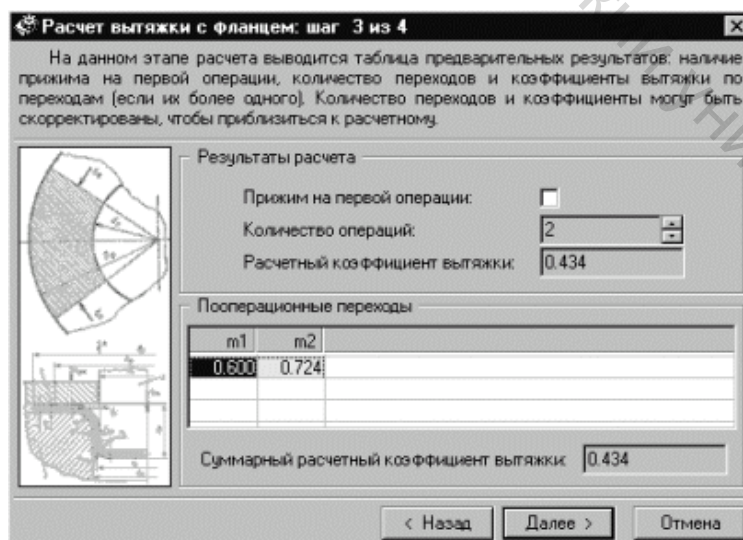 Расчет вытяжки с фланцем: шаг 3 из 4
На данном этапе расчета выводится таблица предварительных результатов: наличие
прижима на первой операции, количество переходов и коэффициенты вытяжки по
переходам (если их более одного). Количество переходов и коэффициенты могут быть
скорректированы, чтобы приблизиться к расчетному.
Результаты расчета
Прижим на первой операции:
Количество операций: 2
Расчетный коэффициент вытяжки: 0.434
Пооперационные переходы
m1 m2
0.600 0.724
Суммарный расчетный коэффициент вытяжки: 0.434
< Назад Далее > Отмена